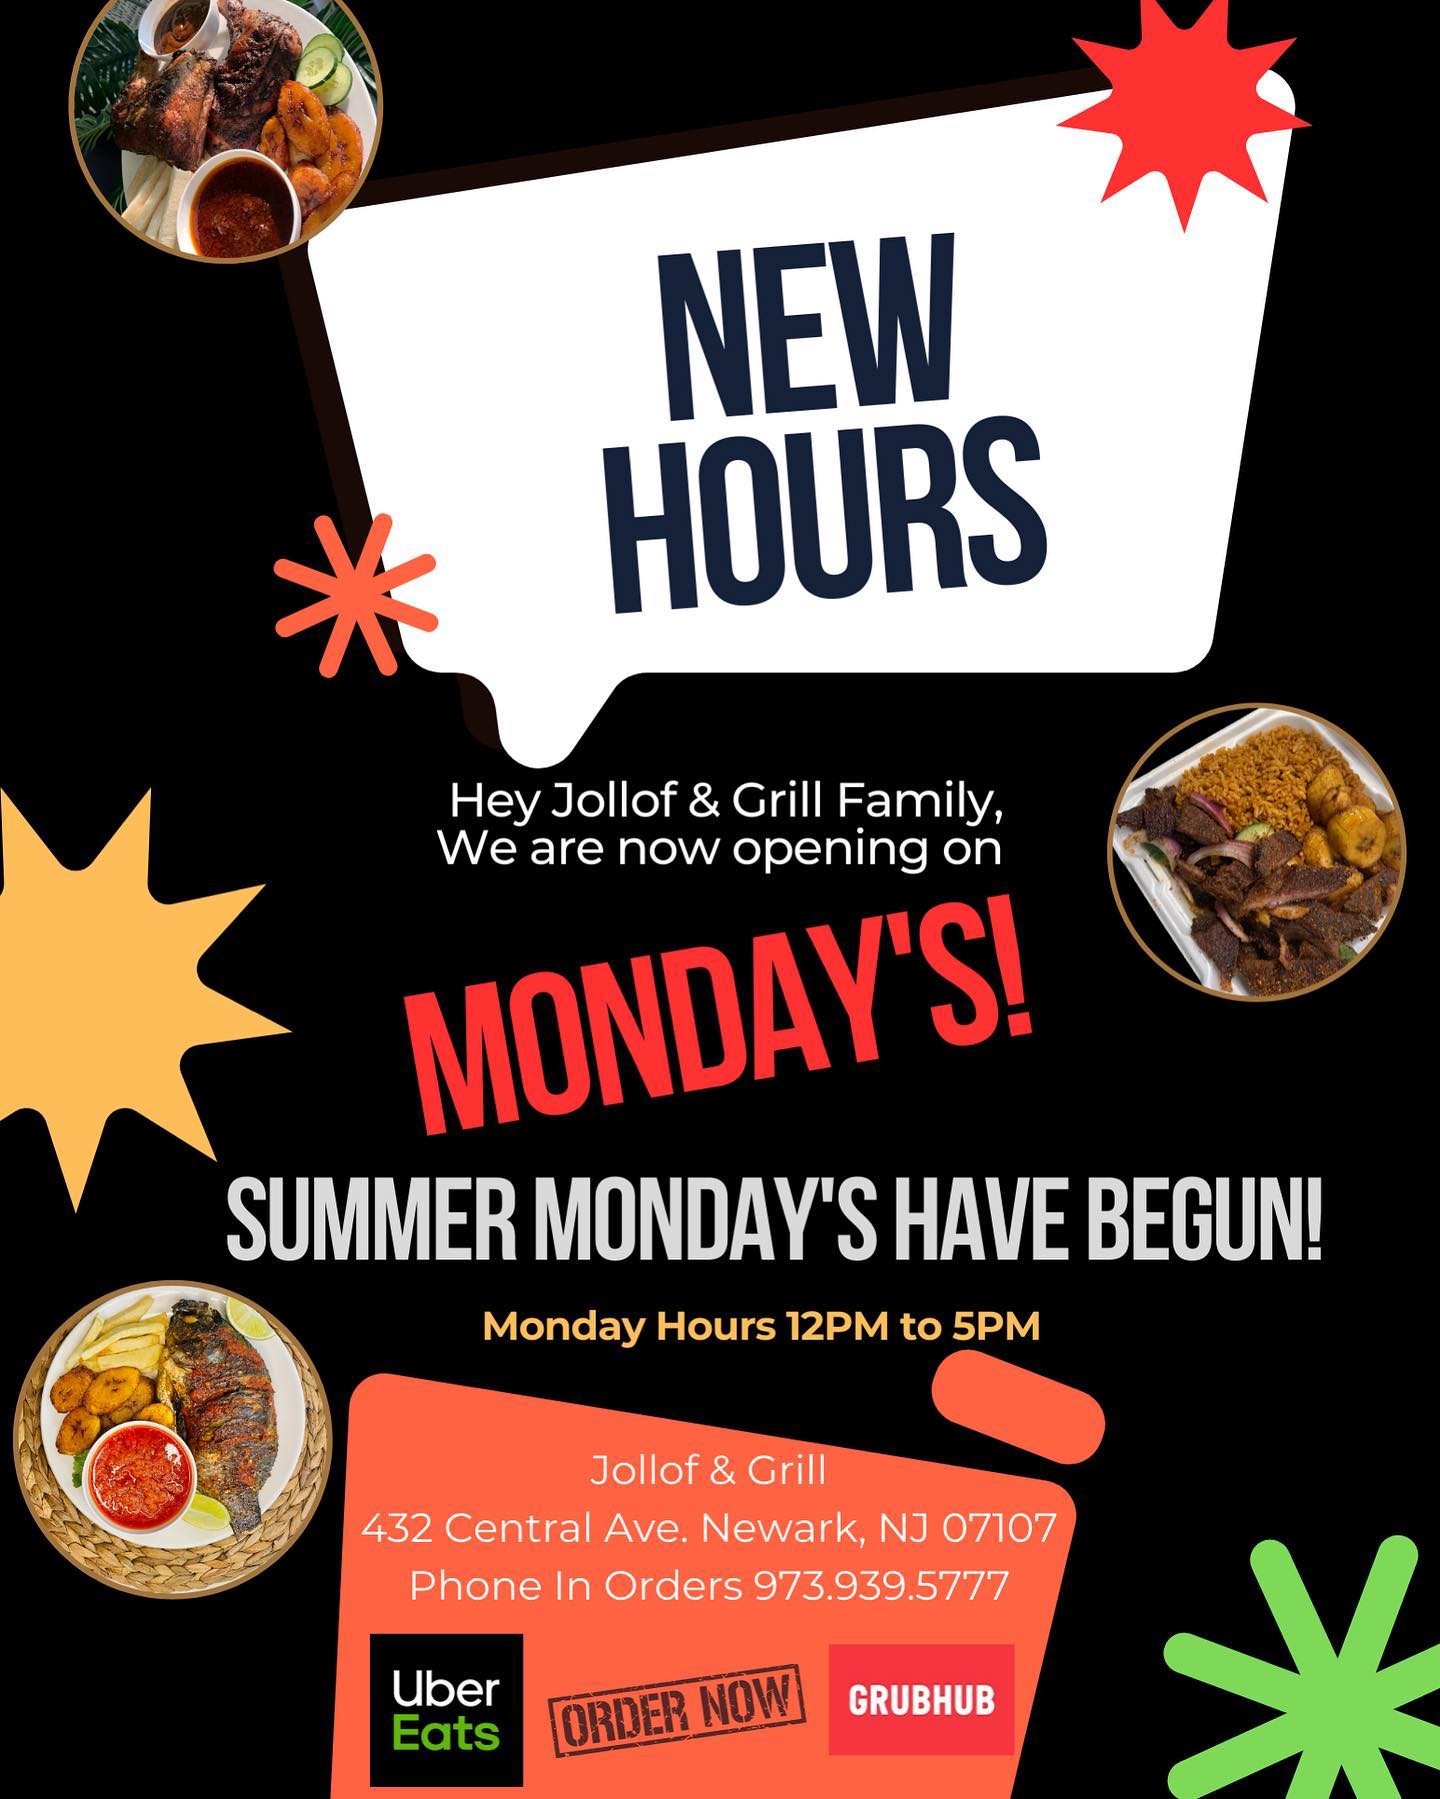 NEW
HOURS
Hey Jollof & Grill Family,
We are now opening on
MONDAY'S!
SUMMER MONDAY'S HAVE BEGUN!
Monday Hours 12PM to 5PM
Jollof & Grill
432 Central Ave. Newark, NJ 07107
Phone In Orders 973.939.5777
Uber
Eats
ORDER NOW
GRUBHUB